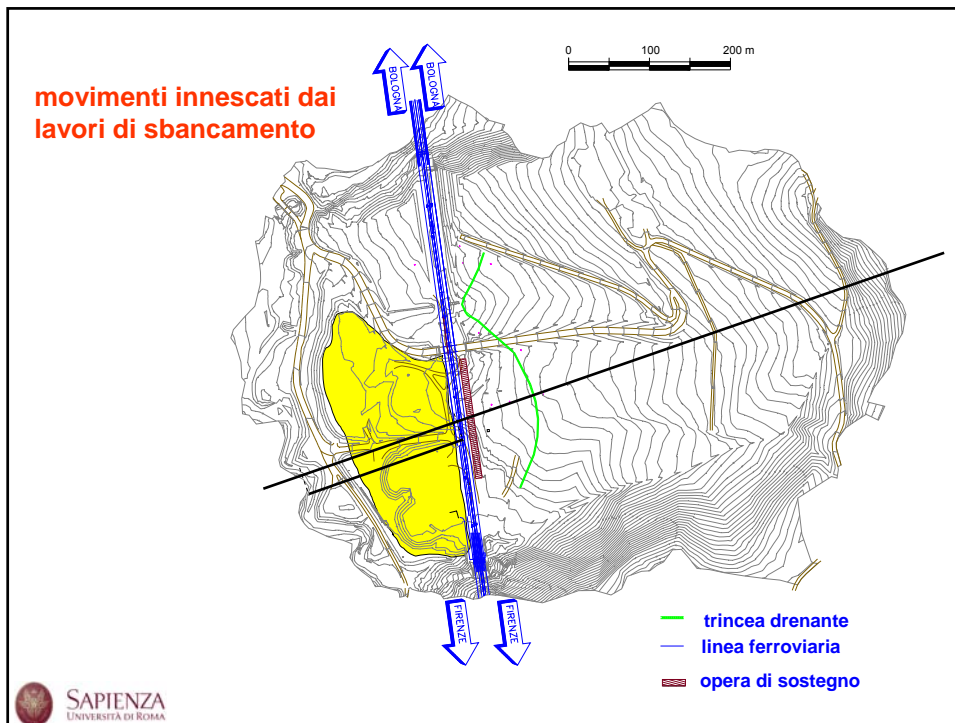 0 100 200 m
BOLOGNA BOLOGNA
movimenti innescati dai
lavori di sbancamento
FIRENZE FIRENZE
trincea drenante
linea ferroviaria
opera di sostegno
SAPIENZA
UNIVERSITÀ DI ROMA